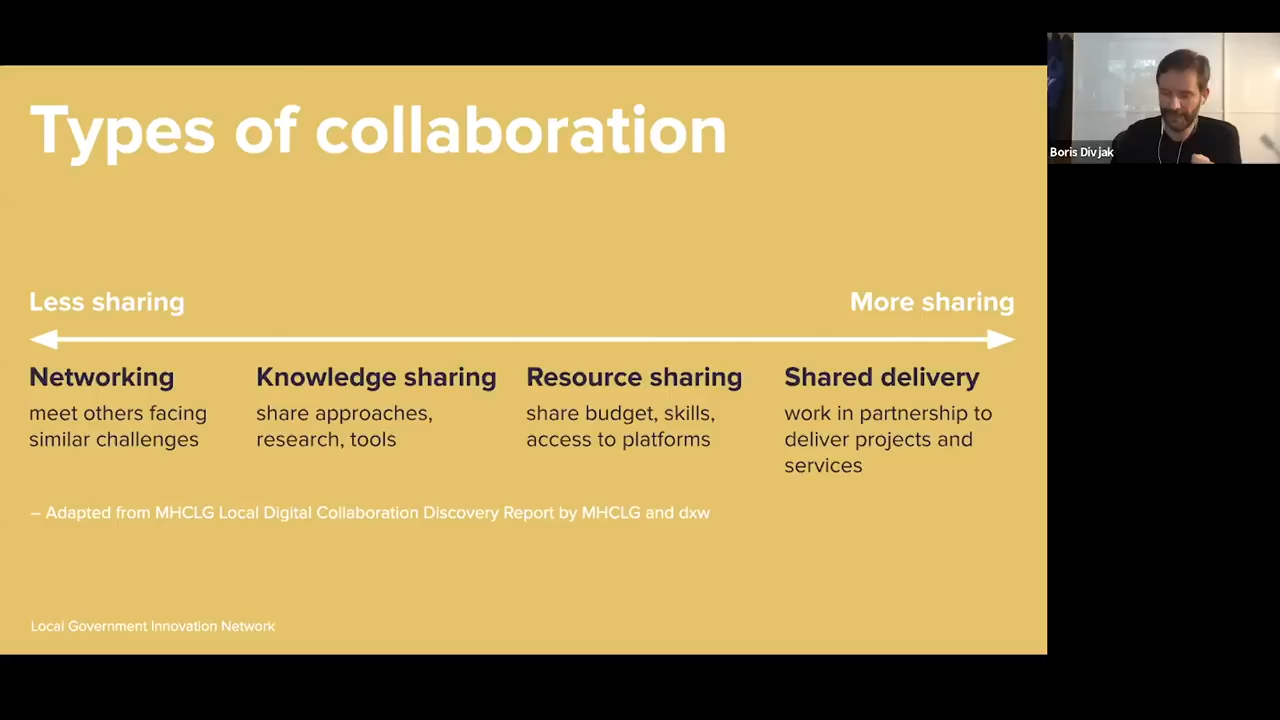 Types of collaboration
Boris Divjak
Less sharing
More sharing
Networking
meet others facing
similar challenges
Knowledge sharing
share approaches,
research, tools
Resource sharing
share budget, skills,
access to platforms
Shared delivery
work in partnership to
deliver projects and
services
– Adapted from MHCLG Local Digital Collaboration Discovery Report by MHCLG and dxw
Local Government Innovation Network